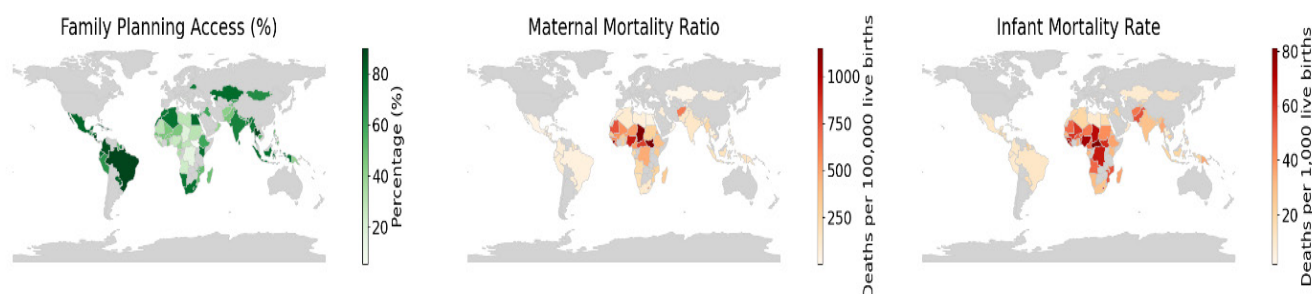 Family Planning Access (%)
80
60
40
20
Percentage (%)
Maternal Mortality Ratio
1000
750
500
250
Deaths per 100,000 live births
Infant Mortality Rate
80
60
40
20
Deaths per 1,000 live births